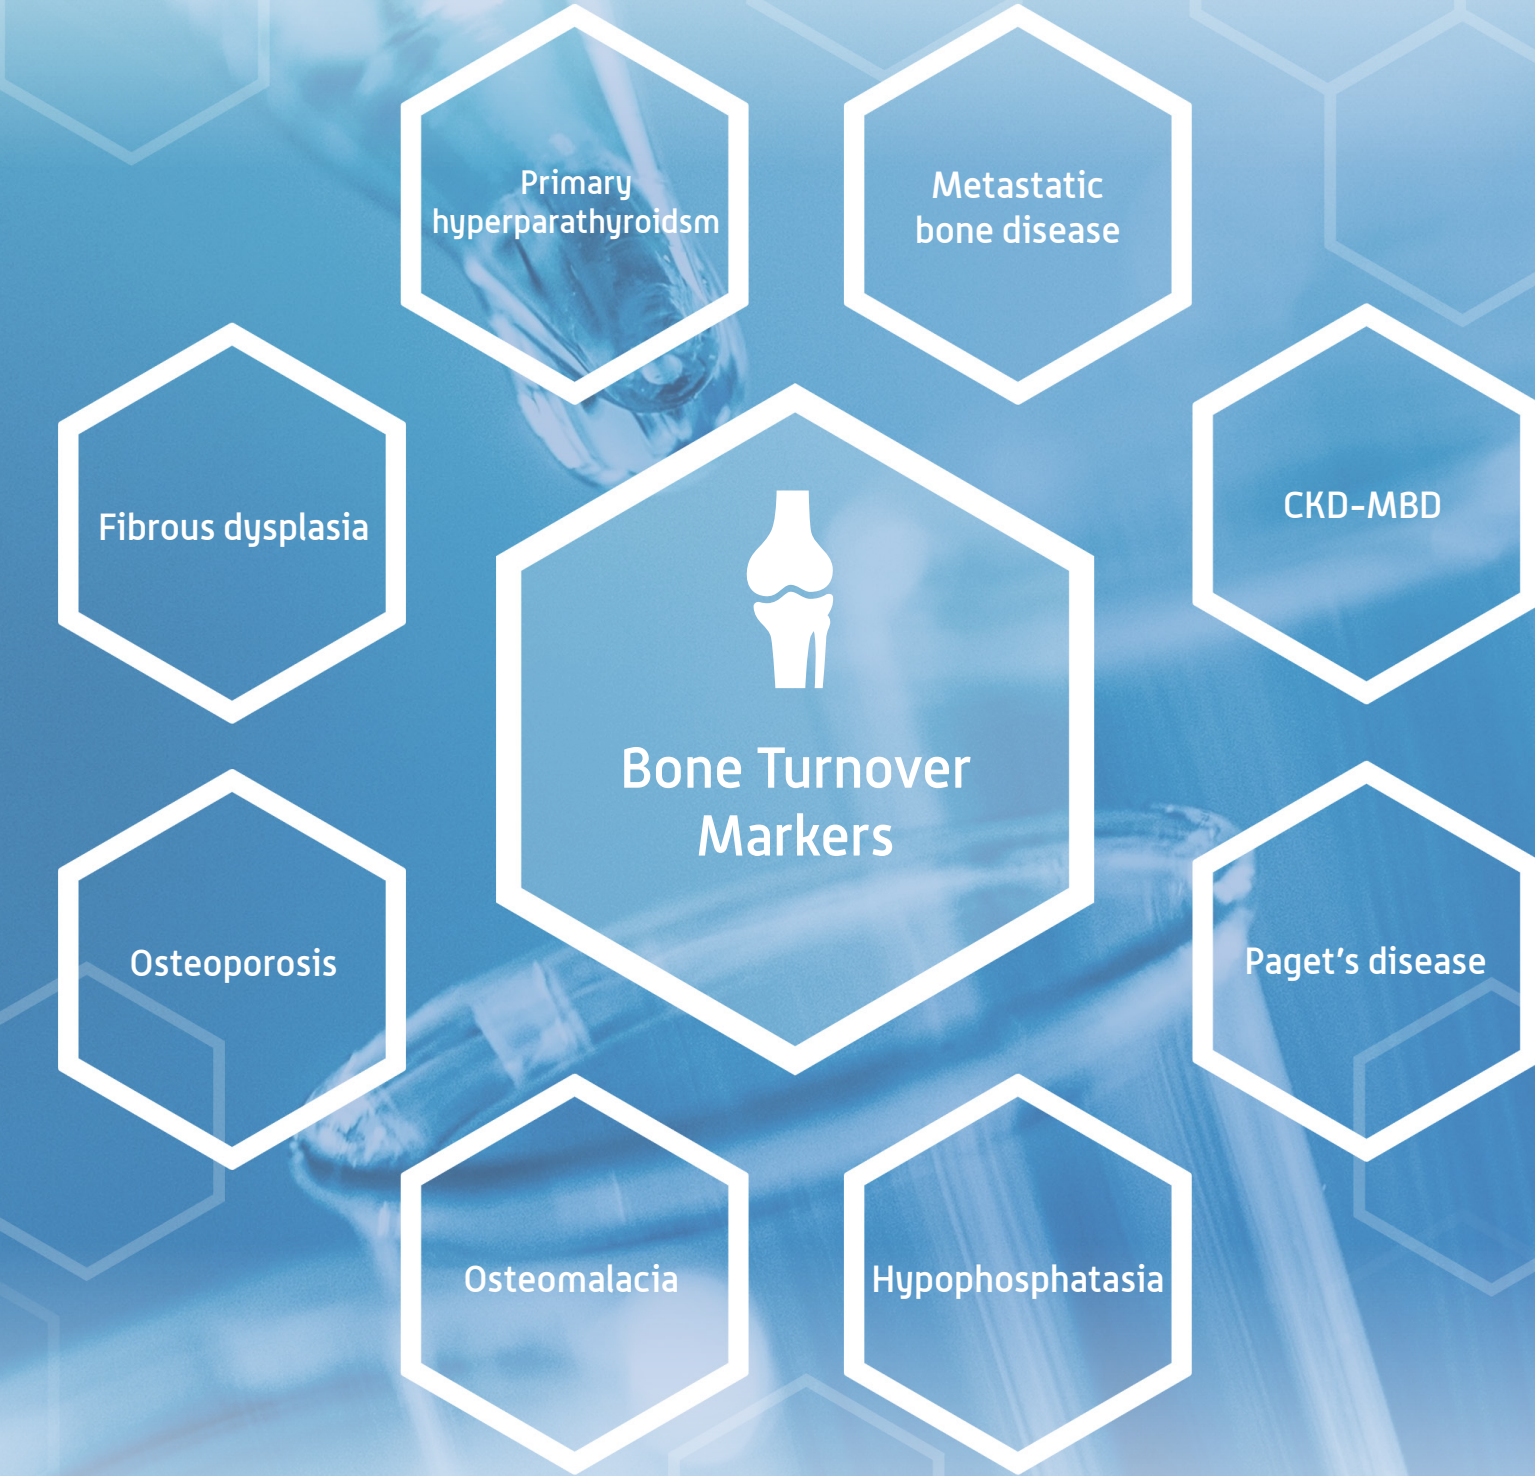 Primary
hyperparathyroidsm
Metastatic
bone disease
Fibrous dysplasia
CKD-MBD
Bone Turnover
Markers
Osteoporosis
Paget's disease
Osteomalacia
Hypophosphatasia